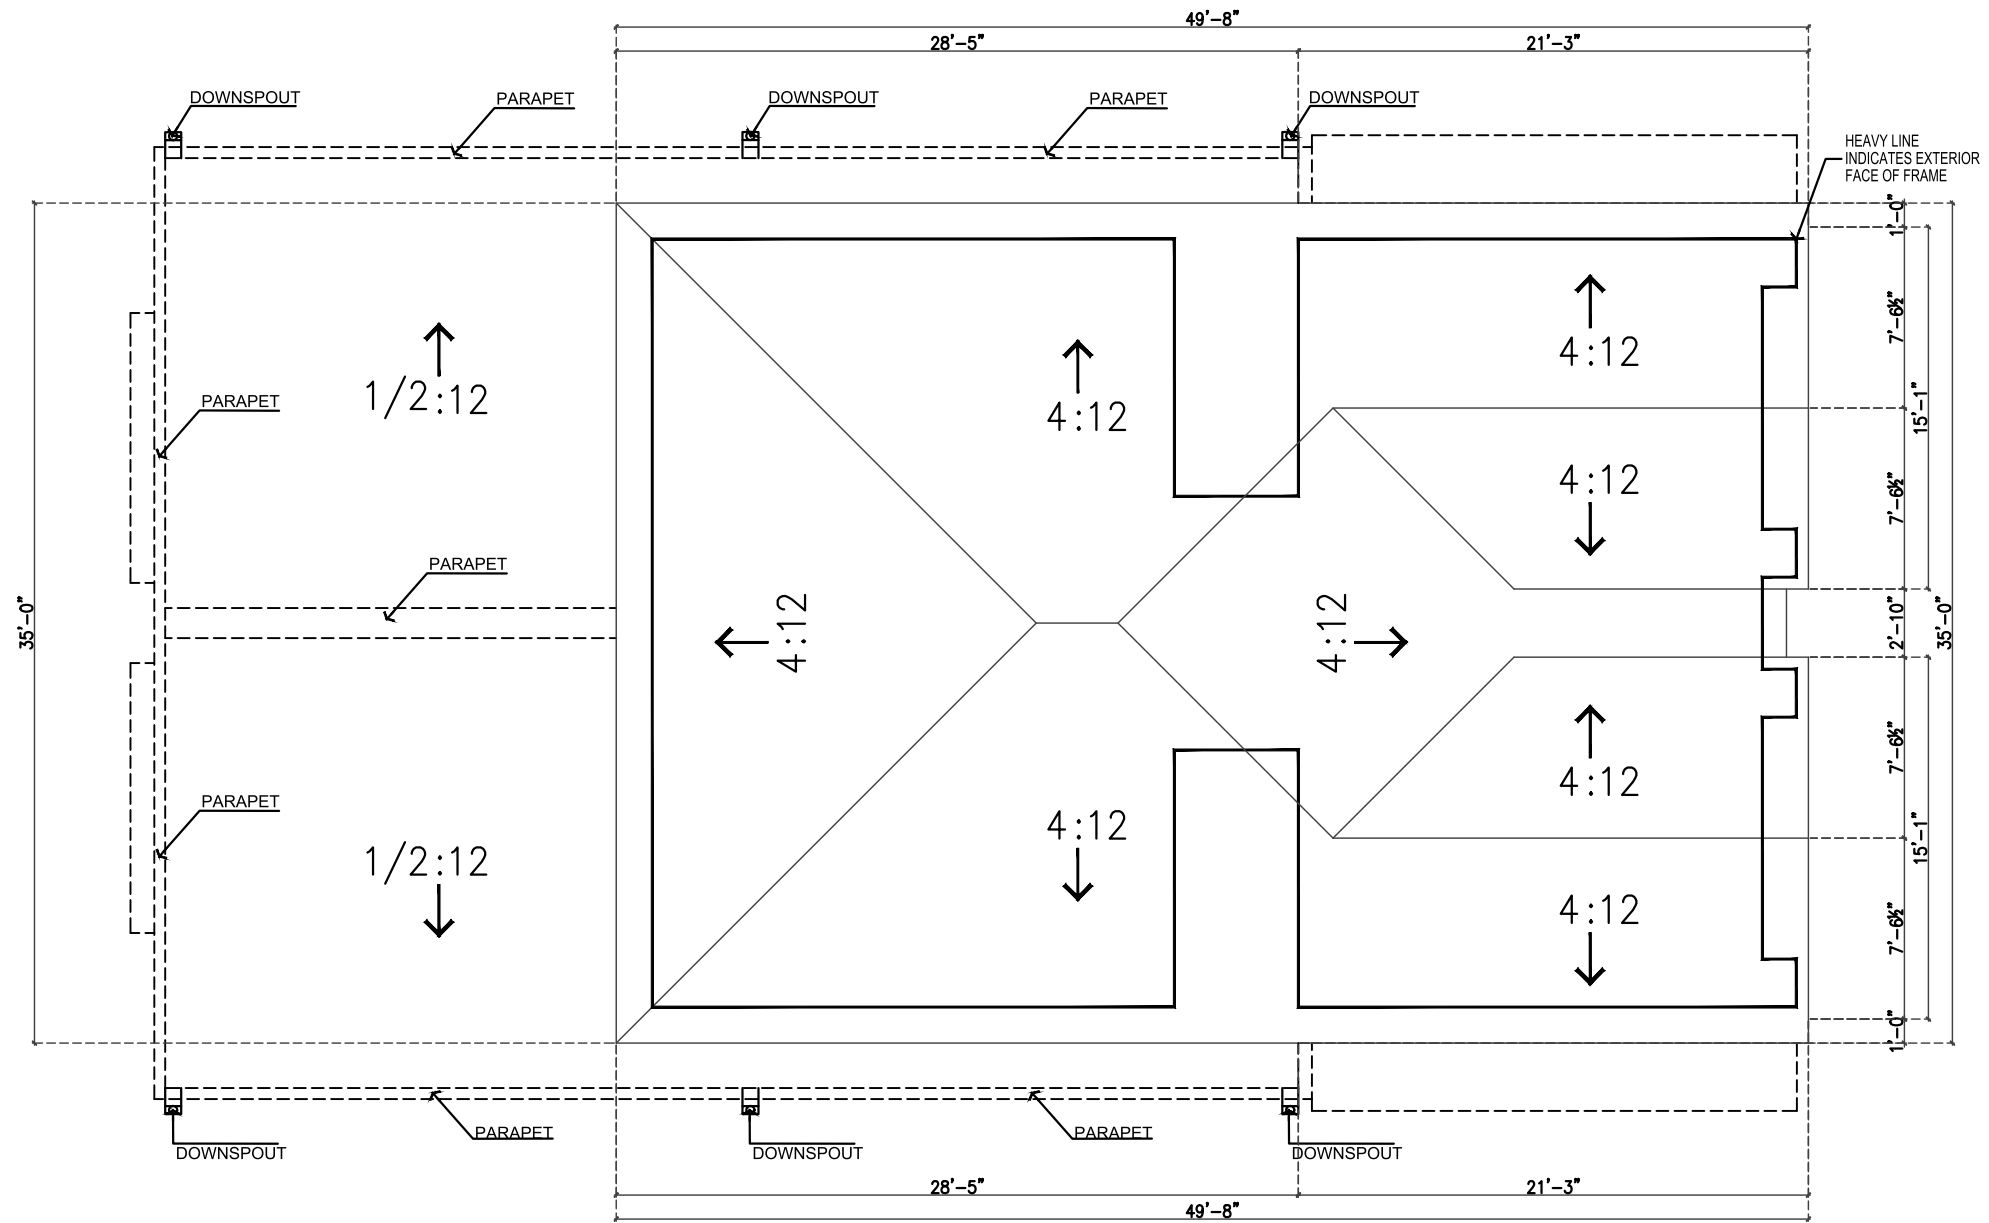 49'-8"
28'-5"
21'-3"
DOWNSPOUT
PARAPET
DOWNSPOUT
PARAPET
DOWNSPOUT
HEAVY LINE
INDICATES EXTERIOR
FACE OF FRAME
1'-0"
7'-6½"
4:12
1/2:12
PARAPET
4:12
15'-1"
4:12
7'-6½"
PARAPET
35'-0"
4:12
4:12
2'-10"
35'-0"
7'-6½"
4:12
PARAPET
4:12
15'-1"
1/2:12
4:12
7'-6½"
1'-0"
PARAPET
PARAPET
DOWNSPOUT
DOWNSPOUT
DOWNSPOUT
28'-5"
21'-3"
49'-8"